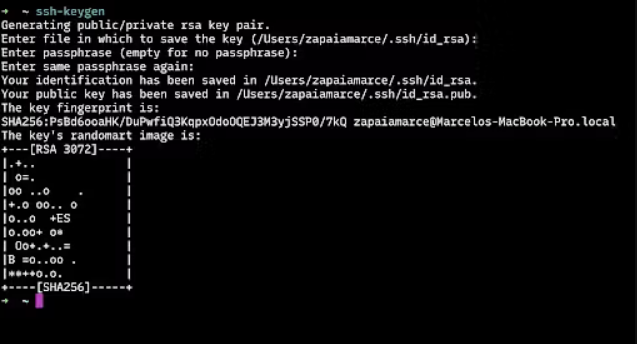 →  ~ ssh-keygen
Generating public/private rsa key pair.
Enter file in which to save the key (/Users/zapaiamarce/.ssh/id_rsa):
Enter passphrase (empty for no passphrase):
Enter same passphrase again:
Your identification has been saved in /Users/zapaiamarce/.ssh/id_rsa.
Your public key has been saved in /Users/zapaiamarce/.ssh/id_rsa.pub.
The key fingerprint is:
SHA256:PsBd6ooaHK/DuPwfiQ3KqpxOdoOQEJ3M3yjSSP0/7kQ zapaiamarce@Marcelos-MacBook-Pro.local
The key's randomart image is:
+---[RSA 3072]----+
|.+..             |
| o=.             |
|oo ..o    .      |
|+.o oo.. o       |
|o..o  +ES        |
|o.oo+ o*         |
| Oo+.+..=        |
|B =o..oo .       |
|**++o.o.         |
+----[SHA256]-----+
→  ~